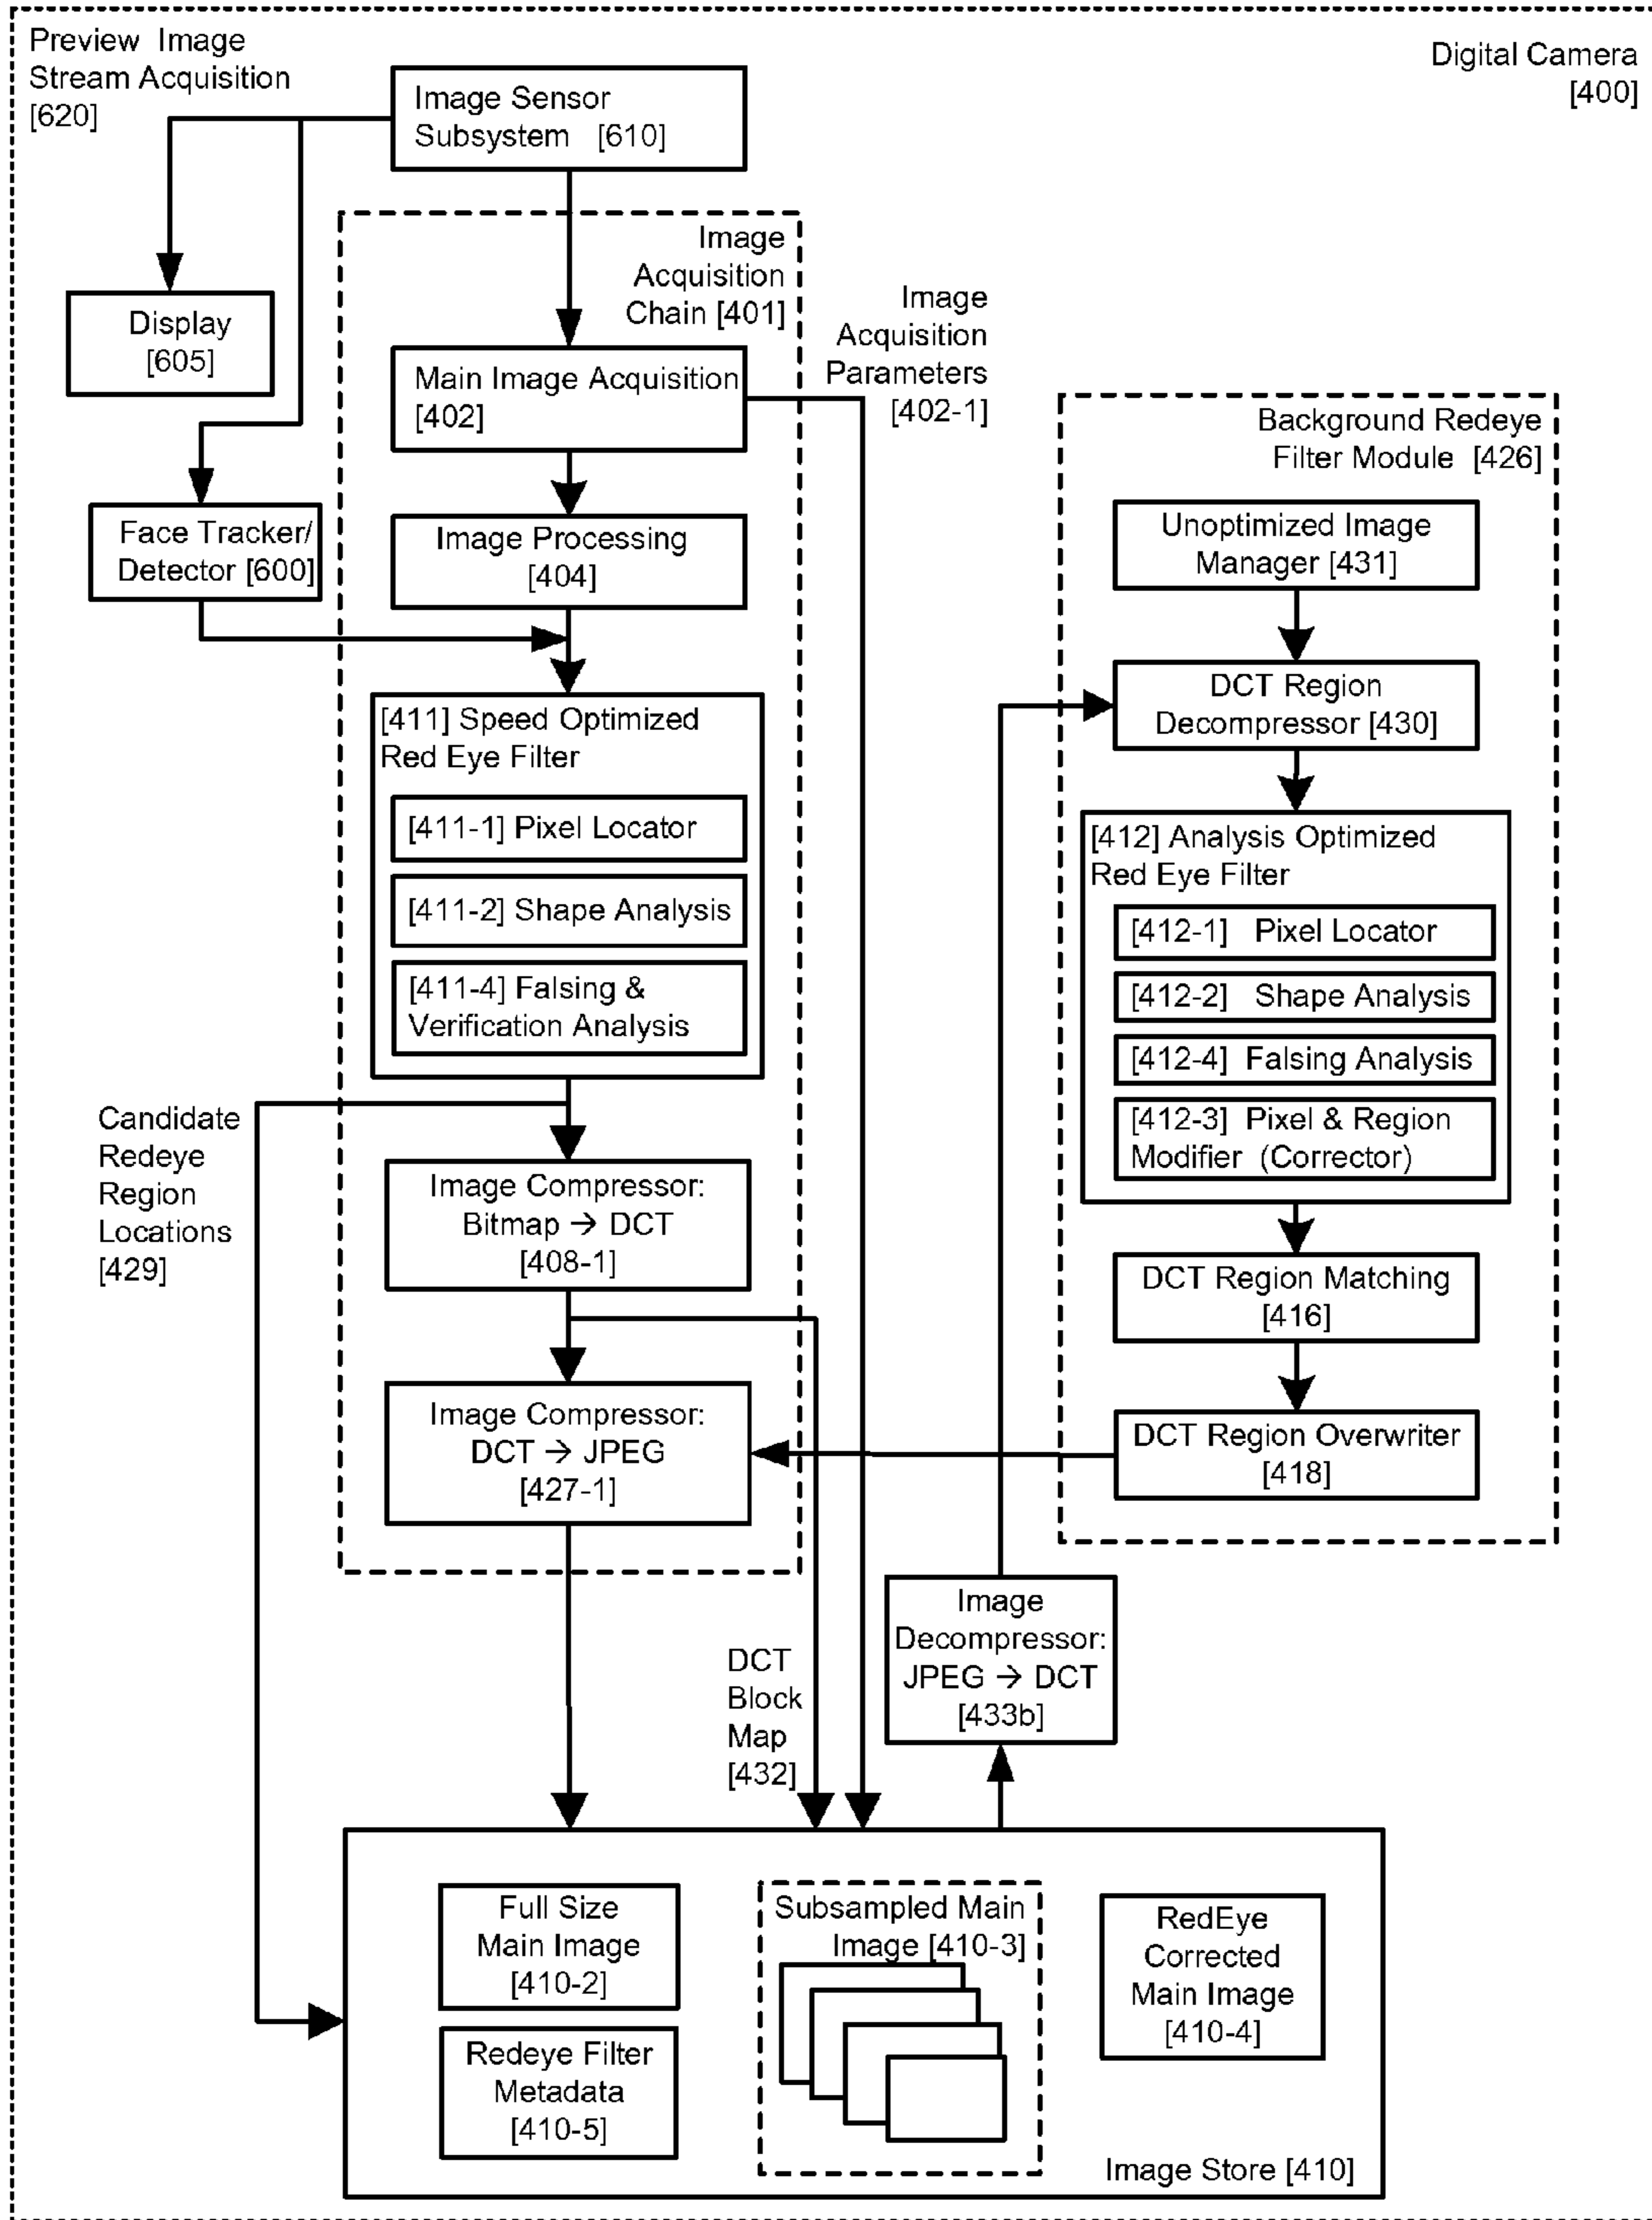 Preview Image
Stream Acquisition
[620]
Digital Camera
[400]
Image Sensor
Subsystem [610]
Image
Acquisition
Chain [401]
Image
Acquisition
Parameters
[402-1]
Display
[605]
Main Image Acquisition
[402]
Background Redeye
Filter Module [426]
Face Tracker/
Detector [600]
Image Processing
[404]
Unoptimized Image
Manager [431]
DCT Region
Decompressor [430]
[411] Speed Optimized
Red Eye Filter
[411-1] Pixel Locator
[411-2] Shape Analysis
[411-4] Falsing &
Verification Analysis
[412] Analysis Optimized
Red Eye Filter
[412-1] Pixel Locator
[412-2] Shape Analysis
[412-4] Falsing Analysis
[412-3] Pixel & Region
Modifier (Corrector)
Candidate
Redeye
Region
Locations
[429]
Image Compressor:
Bitmap → DCT
[408-1]
DCT Region Matching
[416]
Image Compressor:
DCT → JPEG
[427-1]
DCT Region Overwriter
[418]
Image
Decompressor:
JPEG → DCT
[433b]
DCT
Block
Map
[432]
Full Size
Main Image
[410-2]
Subsampled Main
Image [410-3]
RedEye
Corrected
Main Image
[410-4]
Redeye Filter
Metadata
[410-5]
Image Store [410]